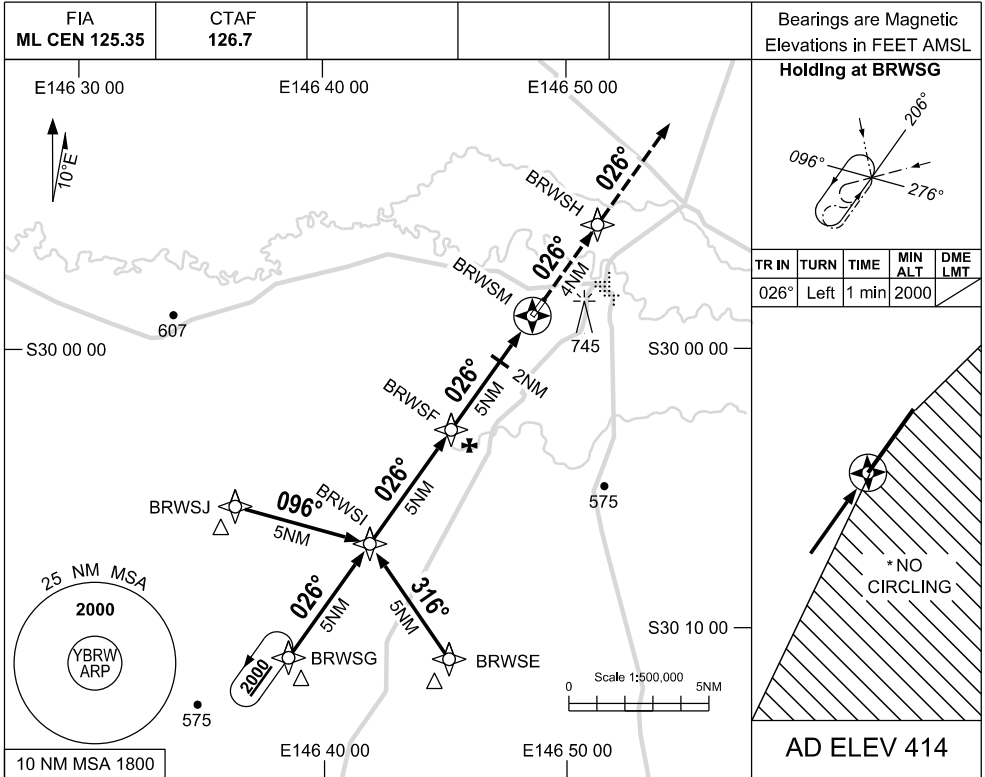 FIA
ML CEN 125.35
CTAF
126.7
Bearings are Magnetic
Elevations in FEET AMSL
E146 30 00
E146 40 00
E146 50 00
10°E
026°
BRWSH
026°
4NM
BRWSM
607
745
S30 00 00
S30 00 00
2NM
026°
5NM
BRWSF
026°
5NM
575
BRWSJ
096°
5NM
BRWSI
026°
5NM
316°
5NM
S30 10 00
25 NM MSA
2000
YBRW
ARP
2000
BRWSG
BRWSE
575
Scale 1:500,000
0
5NM
10 NM MSA 1800
E146 40 00
E146 50 00
Holding at BRWSG
206°
096°
276°
TR IN TURN TIME MIN ALT DME LMT
026° Left 1 min 2000
*NO
CIRCLING
AD ELEV 414